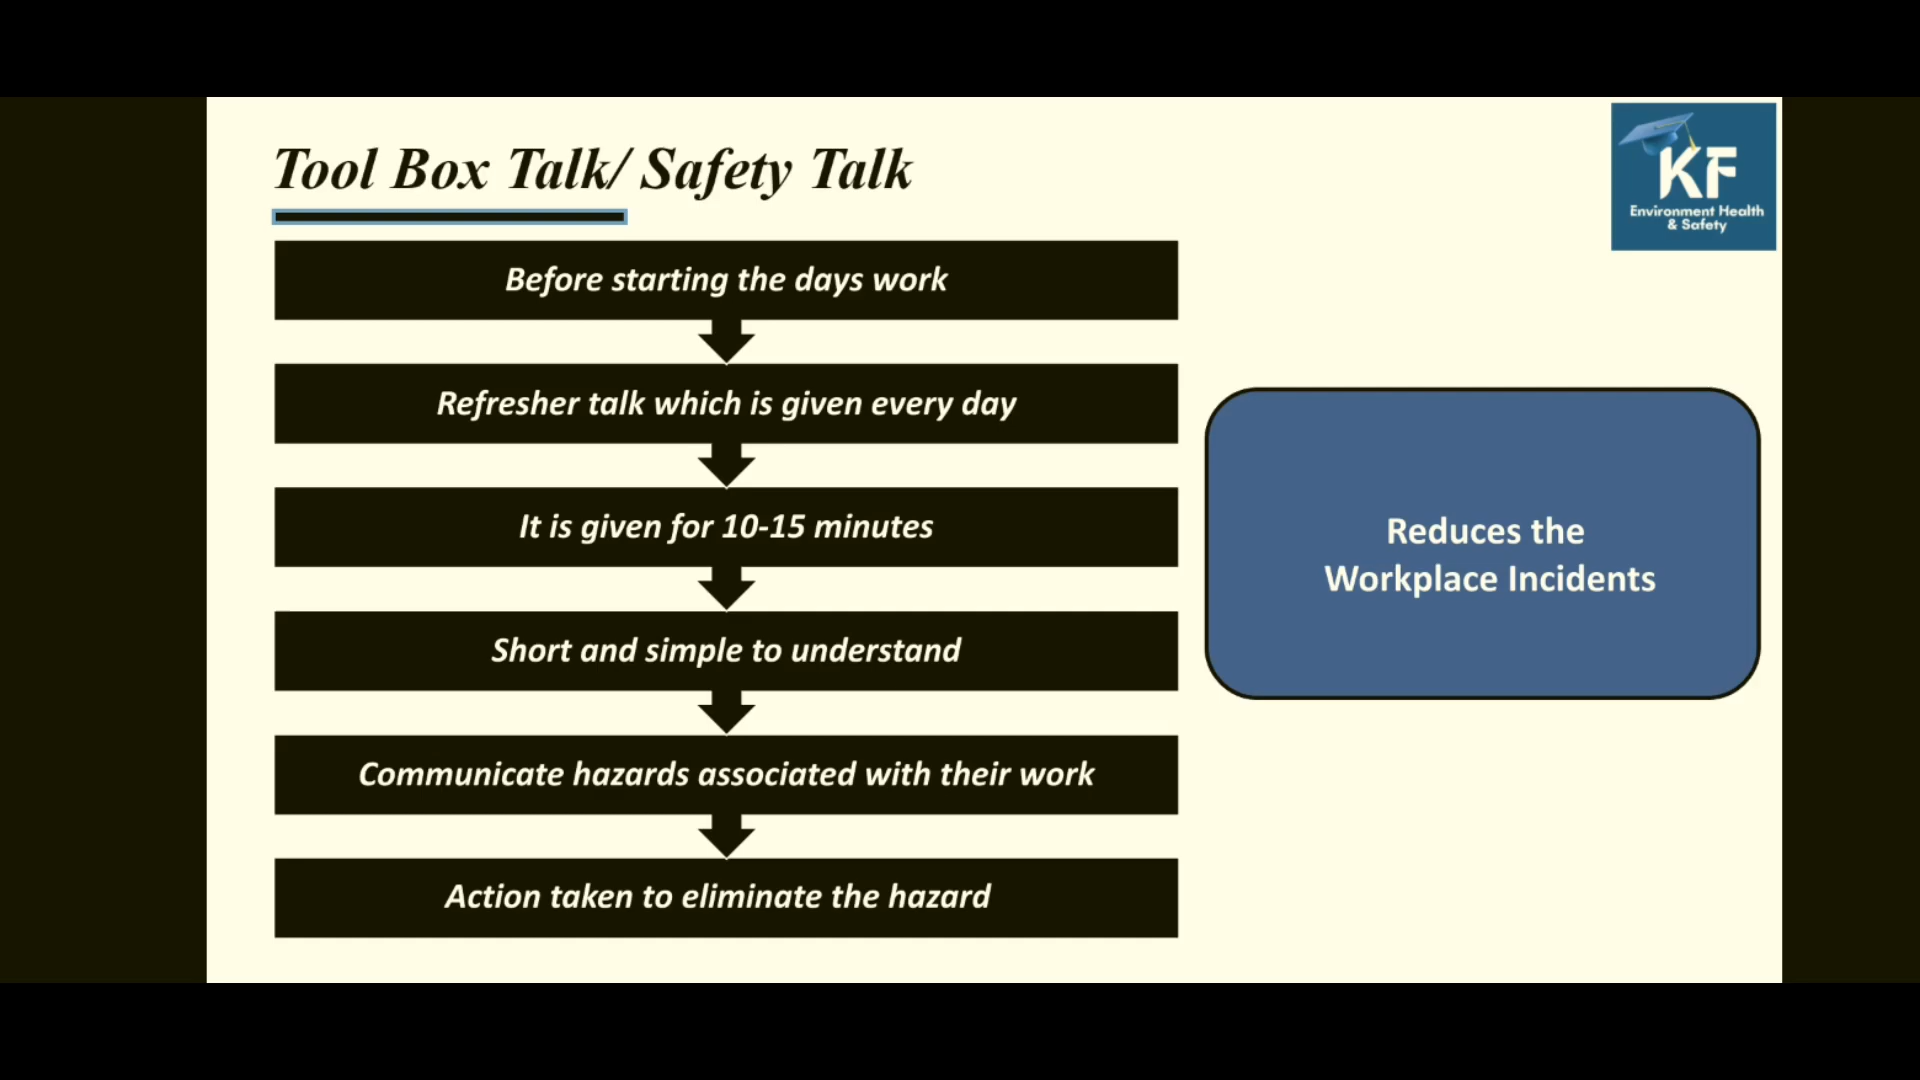 Tool Box Talk/ Safety Talk
KF
Environment Health
& Safety
Before starting the days work
Refresher talk which is given every day
It is given for 10-15 minutes
Short and simple to understand
Communicate hazards associated with their work
Action taken to eliminate the hazard
Reduces the
Workplace Incidents